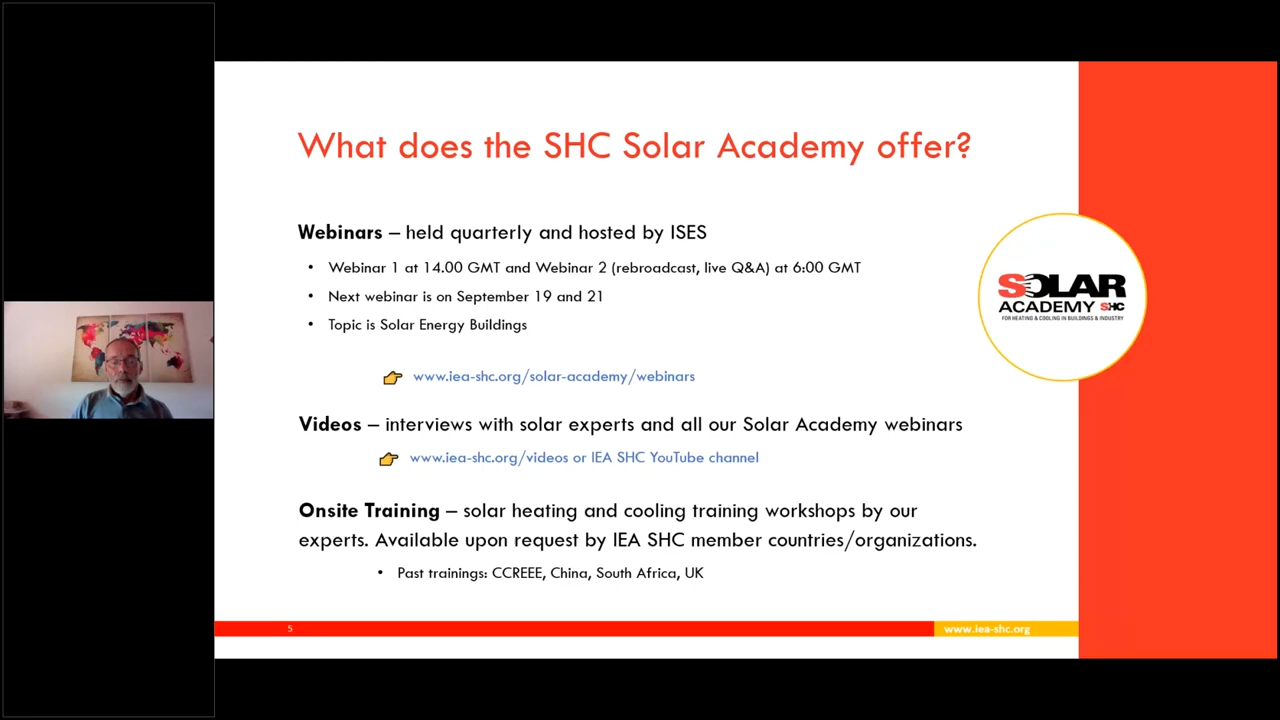 What does the SHC Solar Academy offer?
Webinars – held quarterly and hosted by ISES
• Webinar 1 at 14.00 GMT and Webinar 2 (rebroadcast, live Q&A) at 6:00 GMT
• Next webinar is on September 19 and 21
• Topic is Solar Energy Buildings
www.iea-shc.org/solar-academy/webinars
Videos – interviews with solar experts and all our Solar Academy webinars
www.iea-shc.org/videos or IEA SHC YouTube channel
Onsite Training – solar heating and cooling training workshops by our
experts. Available upon request by IEA SHC member countries/organizations.
• Past trainings: CCREEE, China, South Africa, UK
SOLAR
ACADEMY SHC
FOR HEATING & COOLING IN BUILDINGS & INDUSTRY
5
www.iea-shc.org